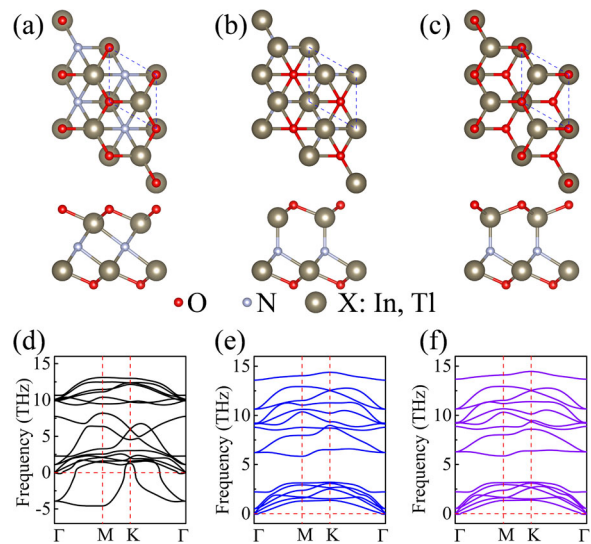 (a) (b) (c)
O N X: In, Tl
(d) (e) (f)
Frequency (THz) 15 10 5 0 -5 Γ M K Γ
Frequency (THz) 15 10 5 0 Γ M K Γ
Frequency (THz) 15 10 5 0 Γ M K Γ